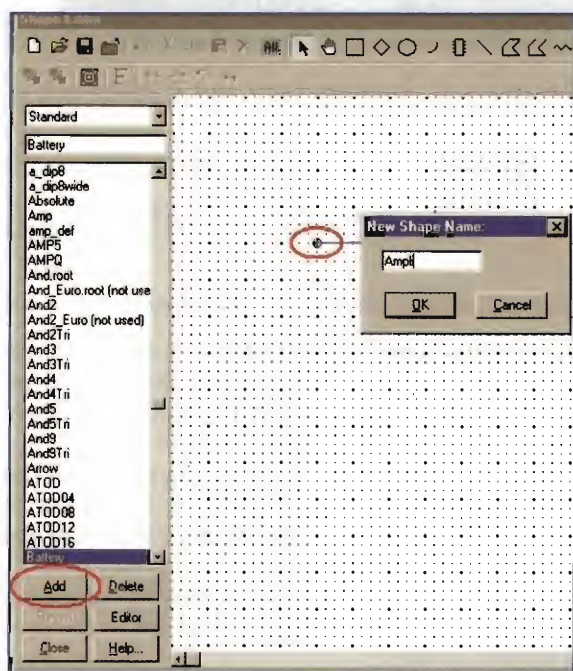 Shape Editor
Standard
Battery
a_dip8
a_dip8wide
Absolute
Amp
amp_def
AMP5
AMPQ
And.root
And_Euro.root (not use
And2
And2_Euro (not used)
And2Tri
And3
And3Tri
And4
And4Tri
And5
And5Tri
And9
And9Tri
Arrow
ATOD
ATOD04
ATOD08
ATOD12
ATOD16
Battery
Add
Delete
Editor
Close
Help...
New Shape Name:
Ampli
OK
Cancel